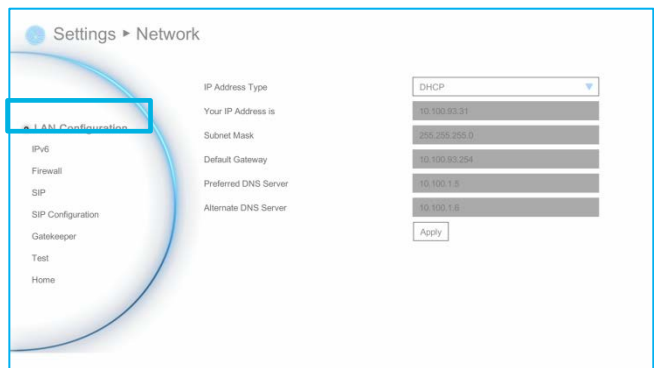 Settings ▸ Network
LAN Configuration
IPv6
Firewall
SIP
SIP Configuration
Gatekeeper
Test
Home
IP Address Type DHCP
Your IP Address is 10.100.93.31
Subnet Mask 255.255.255.0
Default Gateway 10.100.93.254
Preferred DNS Server 10.100.1.5
Alternate DNS Server 10.100.1.6
Apply